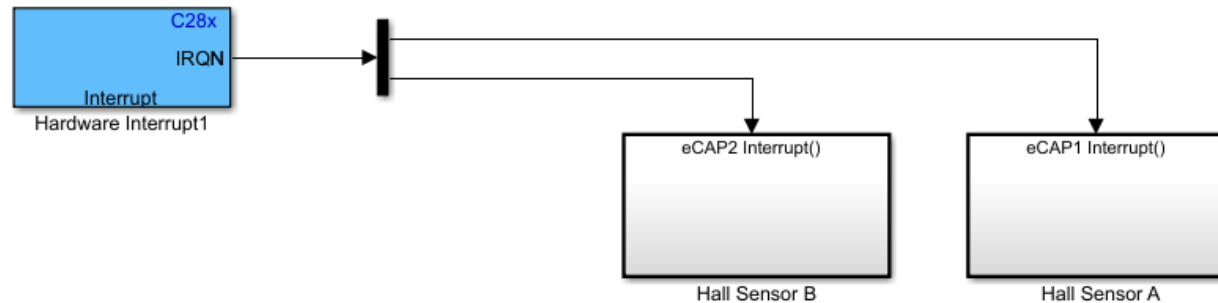 C28x
IRQN
Interrupt
Hardware Interrupt1
eCAP2 Interrupt()
Hall Sensor B
eCAP1 Interrupt()
Hall Sensor A